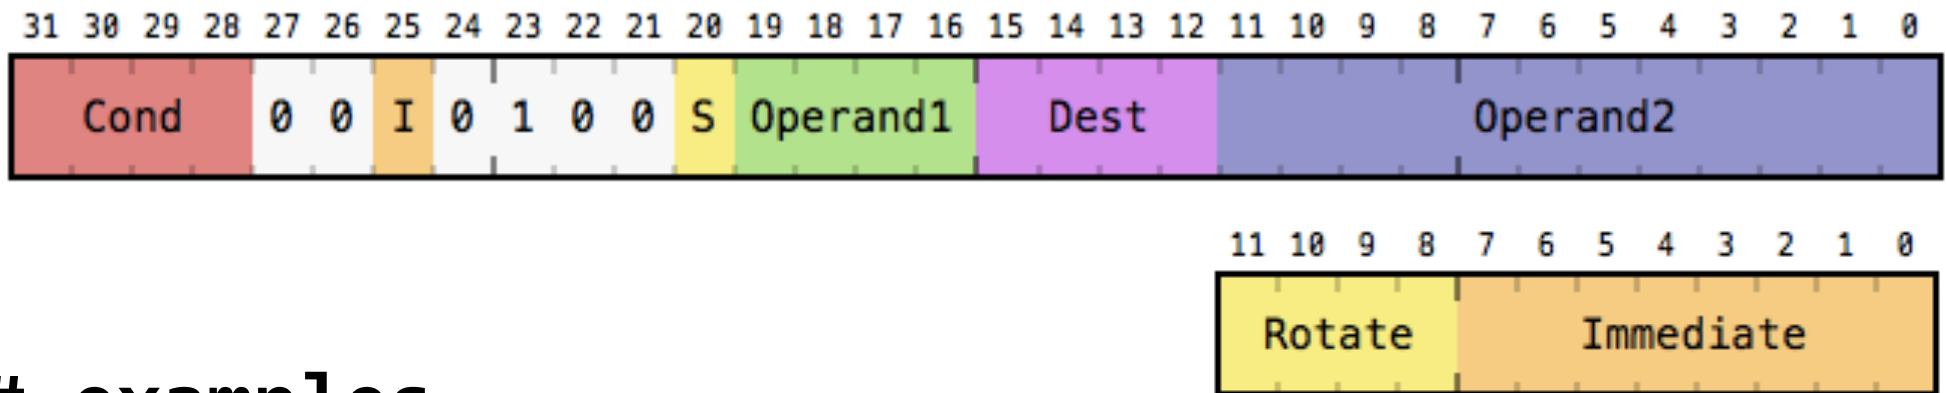 31 30 29 28 27 26 25 24 23 22 21 20 19 18 17 16 15 14 13 12 11 10 9 8 7 6 5 4 3 2 1 0
Cond 0 0 I 0 1 0 0 S Operand1 Dest Operand2
11 10 9 8 7 6 5 4 3 2 1 0
Rotate Immediate
# examples